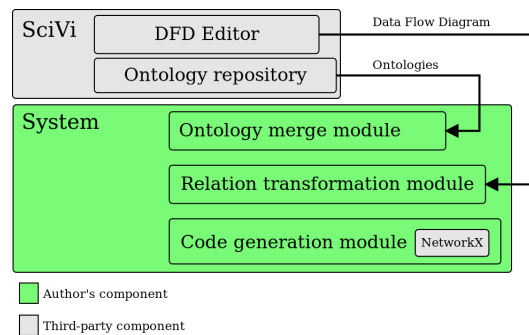 SciVi
DFD Editor
Data Flow Diagram
Ontology repository
Ontologies
System
Ontology merge module
Relation transformation module
Code generation module
NetworkX
Author's component
Third-party component